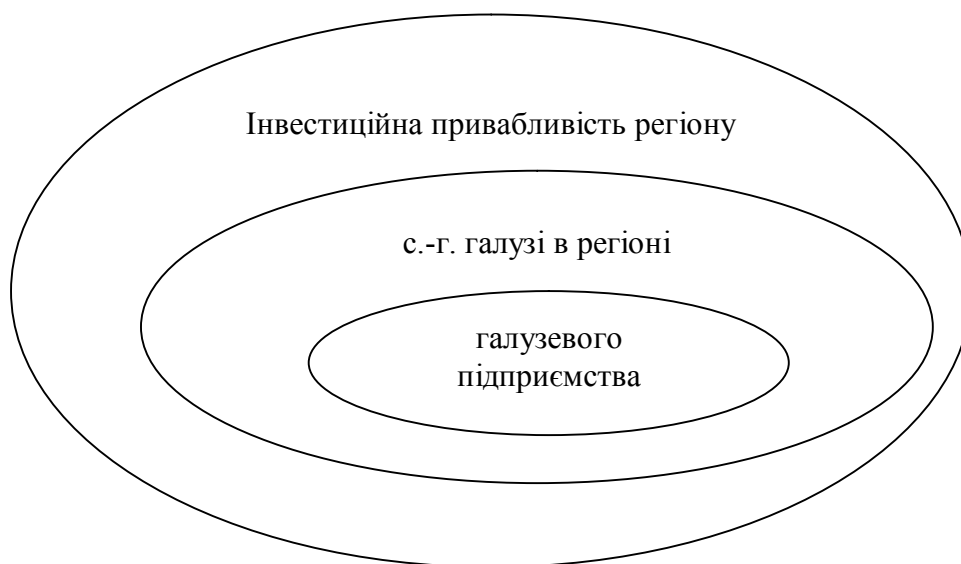 Інвестиційна привабливість регіону
с.-г. галузі в регіоні
галузевого
підприємства